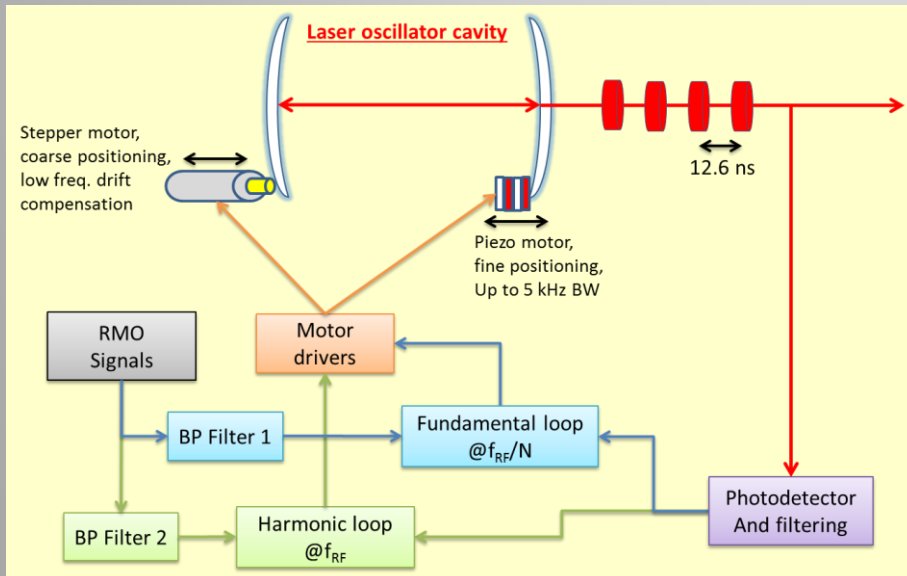 Laser oscillator cavity
Stepper motor,
coarse positioning,
low freq. drift
compensation
12.6 ns
Piezo motor,
fine positioning,
Up to 5 kHz BW
RMO
Signals
Motor
drivers
BP Filter 1
Fundamental loop
@f_RF/N
Photodetector
And filtering
BP Filter 2
Harmonic loop
@f_RF